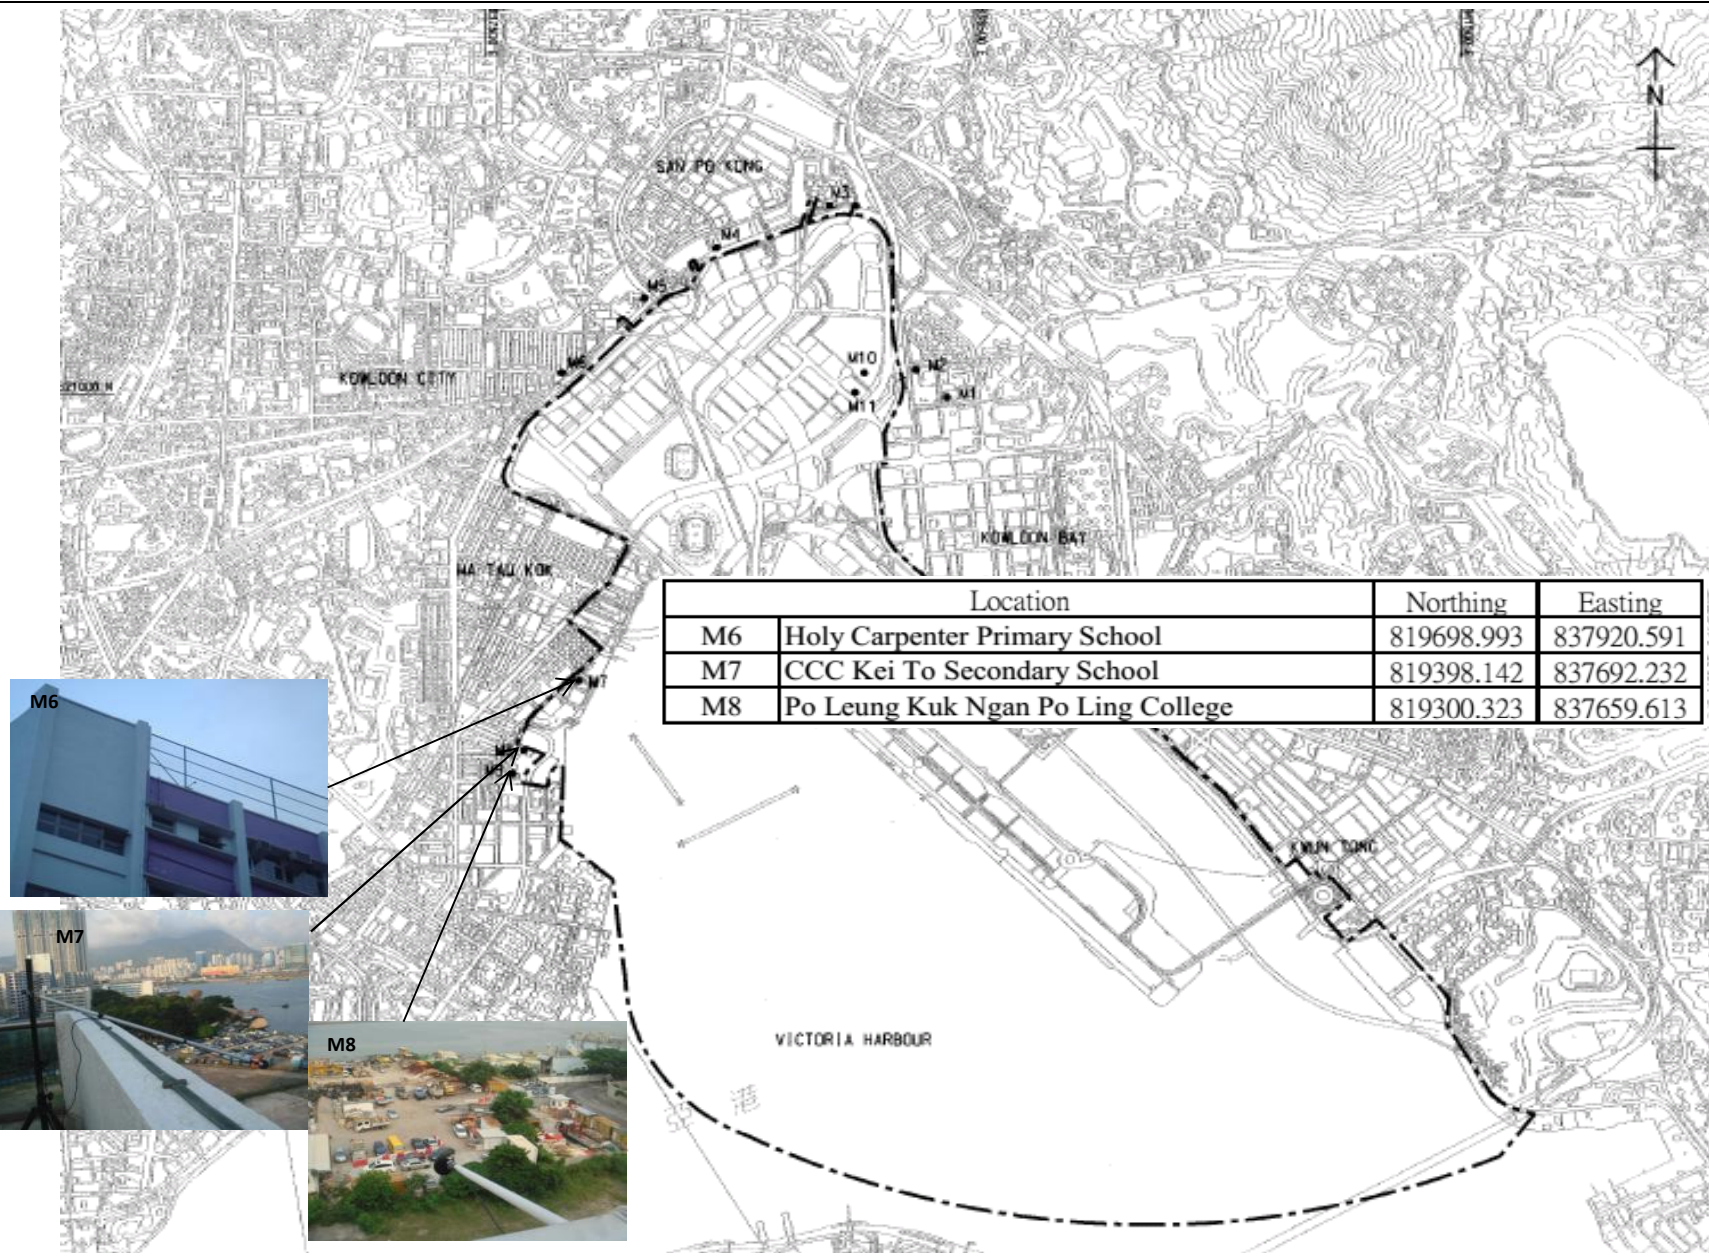 N
SAN PO KONG
M3
M4
M5
M6
M10
M2
KOWLOON CITY
M11
M1
KOWLOON BAY
MA TAU KOK
Location Northing Easting
M6 Holy Carpenter Primary School 819698.993 837920.591
M7 CCC Kei To Secondary School 819398.142 837692.232
M8 Po Leung Kuk Ngan Po Ling College 819300.323 837659.613
M7
M6
KWUN TONG
M7
VICTORIA HARBOUR
M8
港